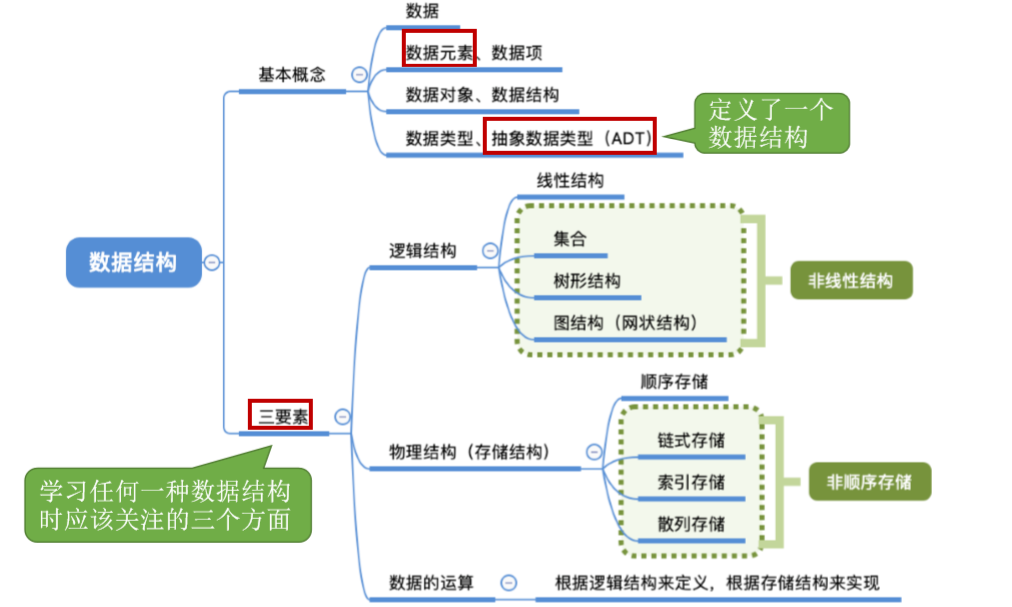 数据
数据元素、数据项
基本概念
数据对象、数据结构
数据类型、抽象数据类型（ADT）
定义了一个
数据结构
线性结构
逻辑结构
集合
树形结构
图结构（网状结构）
非线性结构
数据结构
顺序存储
三要素
物理结构（存储结构）
链式存储
索引存储
散列存储
非顺序存储
学习任何一种数据结构
时应该关注的三个方面
数据的运算
根据逻辑结构来定义，根据存储结构来实现